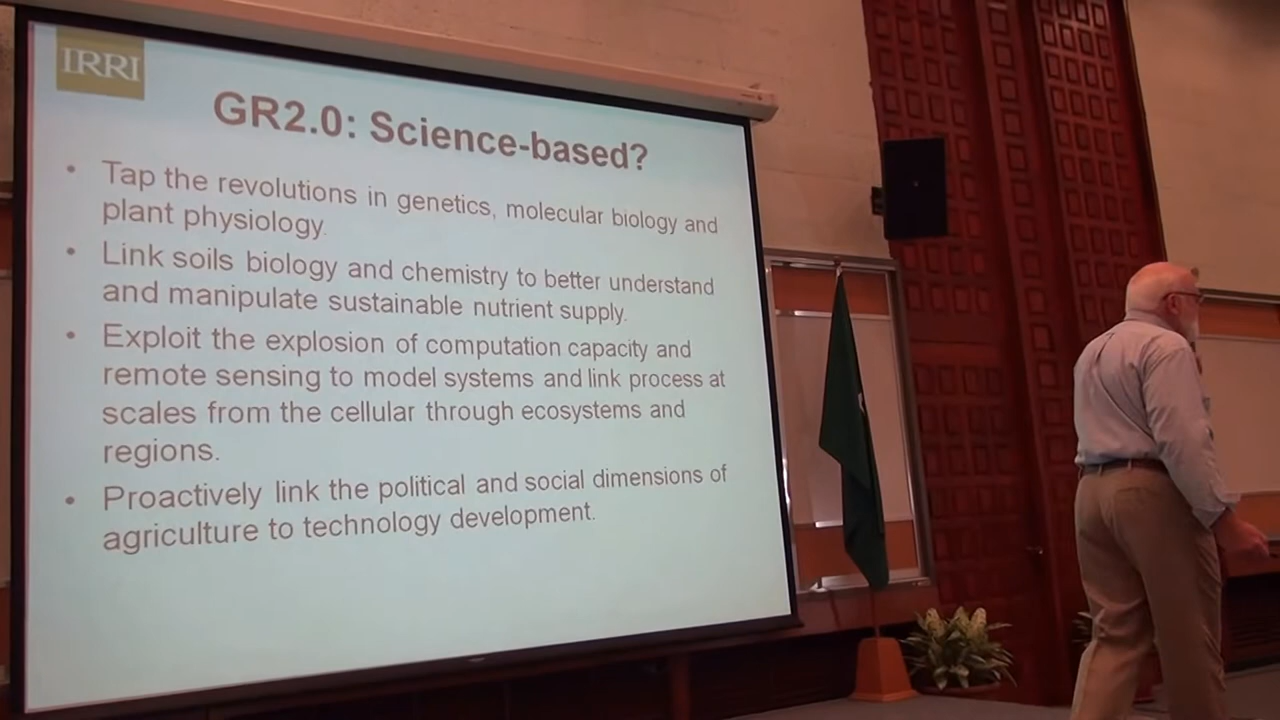 IRRI
GR2.0: Science-based?
• Tap the revolutions in genetics, molecular biology and
plant physiology.
• Link soils biology and chemistry to better understand
and manipulate sustainable nutrient supply.
• Exploit the explosion of computation capacity and
remote sensing to model systems and link process at
scales from the cellular through ecosystems and
regions.
• Proactively link the political and social dimensions of
agriculture to technology development.